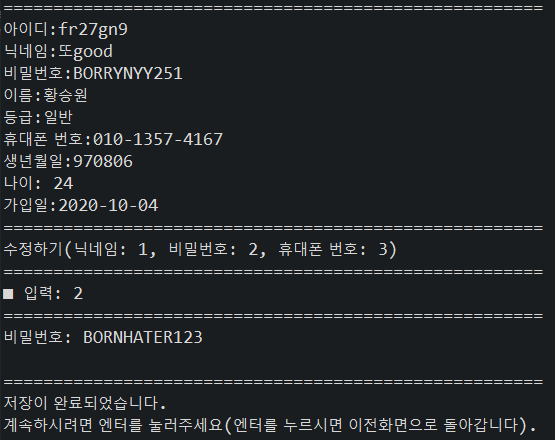 ======================================================
아이디:fr27gn9
닉네임:또good
비밀번호:BORRYNYY251
이름:황승원
등급:일반
휴대폰 번호:010-1357-4167
생년월일:970806
나이: 24
가입일:2020-10-04
======================================================
수정하기(닉네임: 1, 비밀번호: 2, 휴대폰 번호: 3)
======================================================
■ 입력: 2
======================================================
비밀번호: BORNHATER123
======================================================
저장이 완료되었습니다.
계속하시려면 엔터를 눌러주세요(엔터를 누르시면 이전화면으로 돌아갑니다).